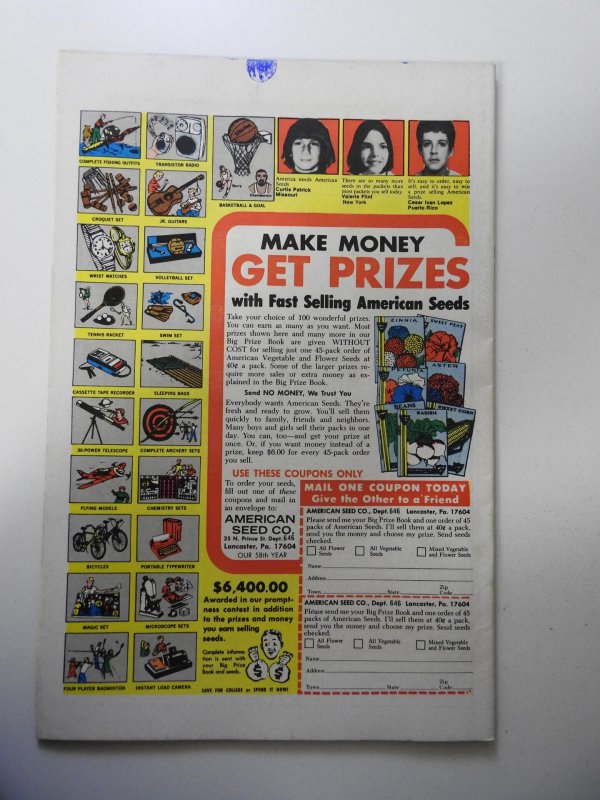 COMPLETE FISHING OUTFITS
TRANSISTOR RADIO
BASKETBALL & GOAL
America needs American
Seeds
Curtis Patrick
Missouri
There are so many more
seeds in the packets than
most packets you sell today.
Valerie Flint
New York
It's easy to order, easy to
sell, and it's easy to win
a prize selling American
Seeds.
Cesar Ivan Lopez
Puerto Rico
CROQUET SET
JR. GUITARS
WRIST WATCHES
VOLLEYBALL SET
TENNIS RACKET
SWIM SET
CASSETTE TAPE RECORDER
SLEEPING BAGS
30-POWER TELESCOPE
COMPLETE ARCHERY SETS
FLYING MODELS
CHEMISTRY SETS
BICYCLES
PORTABLE TYPEWRITER
MAGIC SET
MICROSCOPE SETS
FOUR PLAYER BADMINTON
INSTANT LOAD CAMERA
MAKE MONEY
GET PRIZES
with Fast Selling American Seeds
Take your choice of 100 wonderful prizes.
You can earn as many as you want. Most
prizes shown here and many more in our
Big Prize Book are given WITHOUT
COST for selling just one 45-pack order of
American Vegetable and Flower Seeds at
40¢ a pack. Some of the larger prizes re-
quire more sales or extra money as ex-
plained in the Big Prize Book.
Send NO MONEY, We Trust You
Everybody wants American Seeds. They're
fresh and ready to grow. You'll sell them
quickly to family, friends and neighbors.
Many boys and girls sell their packs in one
day. You can, too—and get your prize at
once. Or, if you want money instead of a
prize, keep $6.00 for every 45-pack order
you sell.
ZINNIA
SWEET PEAS
PETUNIA
ASTER
BEANS
RADISH
SWEET CORN
USE THESE COUPONS ONLY
To order your seeds,
fill out one of these
coupons and mail in
an envelope to:
AMERICAN
SEED CO.
35 N. Prince St. Dept. 646
Lancaster, Pa. 17604
OUR 58th YEAR
$6,400.00
Awarded in our prompt-
ness contest in addition
to the prizes and money
you earn selling
seeds.
Complete informa-
tion is sent with
your Big Prize
Book and seeds.
SAVE FOR COLLEGE or SPEND IT NOW!
MAIL ONE COUPON TODAY
Give the Other to a Friend
AMERICAN SEED CO., Dept. 646 Lancaster, Pa. 17604
Please send me your Big Prize Book and one order of 45
packs of American Seeds. I'll sell them at 40¢ a pack,
send you the money and choose my prize. Send seeds
checked.
All Flower Seeds
All Vegetable Seeds
Mixed Vegetable and Flower Seeds
Name
Address
Town State Zip Code
AMERICAN SEED CO., Dept. 646 Lancaster, Pa. 17604
Please send me your Big Prize Book and one order of 45
packs of American Seeds. I'll sell them at 40¢ a pack,
send you the money and choose my prize. Send seeds
checked.
All Flower Seeds
All Vegetable Seeds
Mixed Vegetable and Flower Seeds
Name
Address
Town State Zip Code